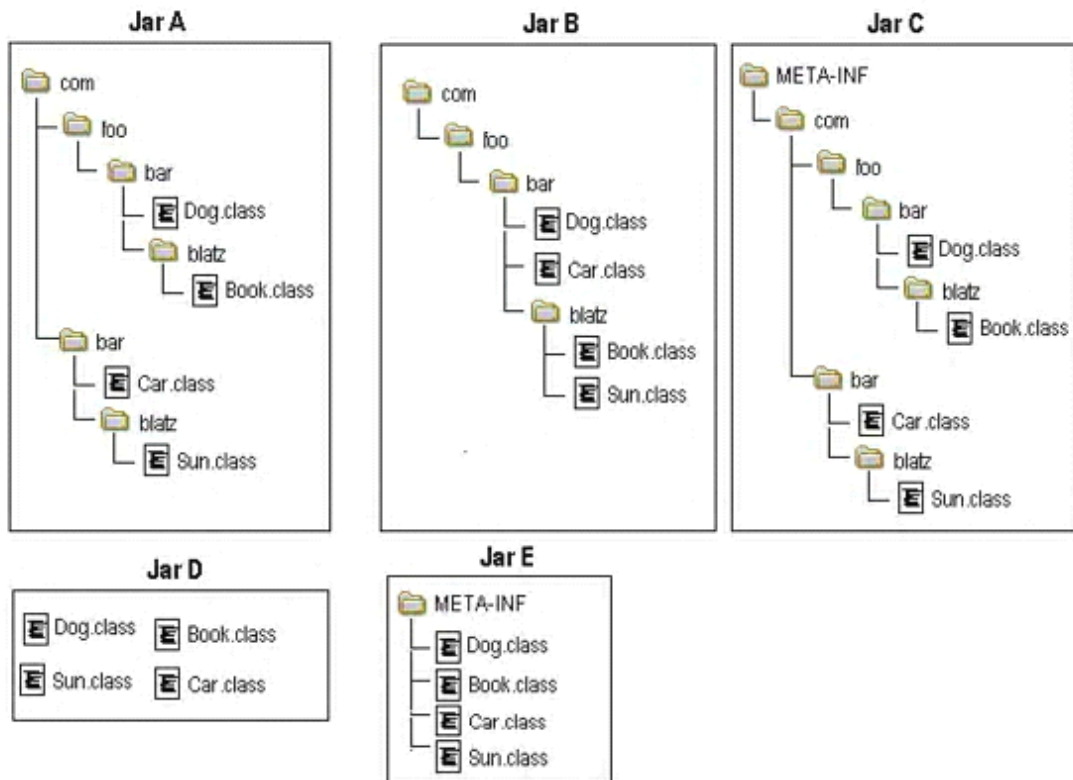 Jar A
com
foo
bar
Dog.class
blatz
Book.class
bar
Car.class
blatz
Sun.class
Jar B
com
foo
bar
Dog.class
Car.class
blatz
Book.class
Sun.class
Jar C
META-INF
com
foo
bar
Dog.class
blatz
Book.class
bar
Car.class
blatz
Sun.class
Jar D
Dog.class
Book.class
Sun.class
Car.class
Jar E
META-INF
Dog.class
Book.class
Car.class
Sun.class